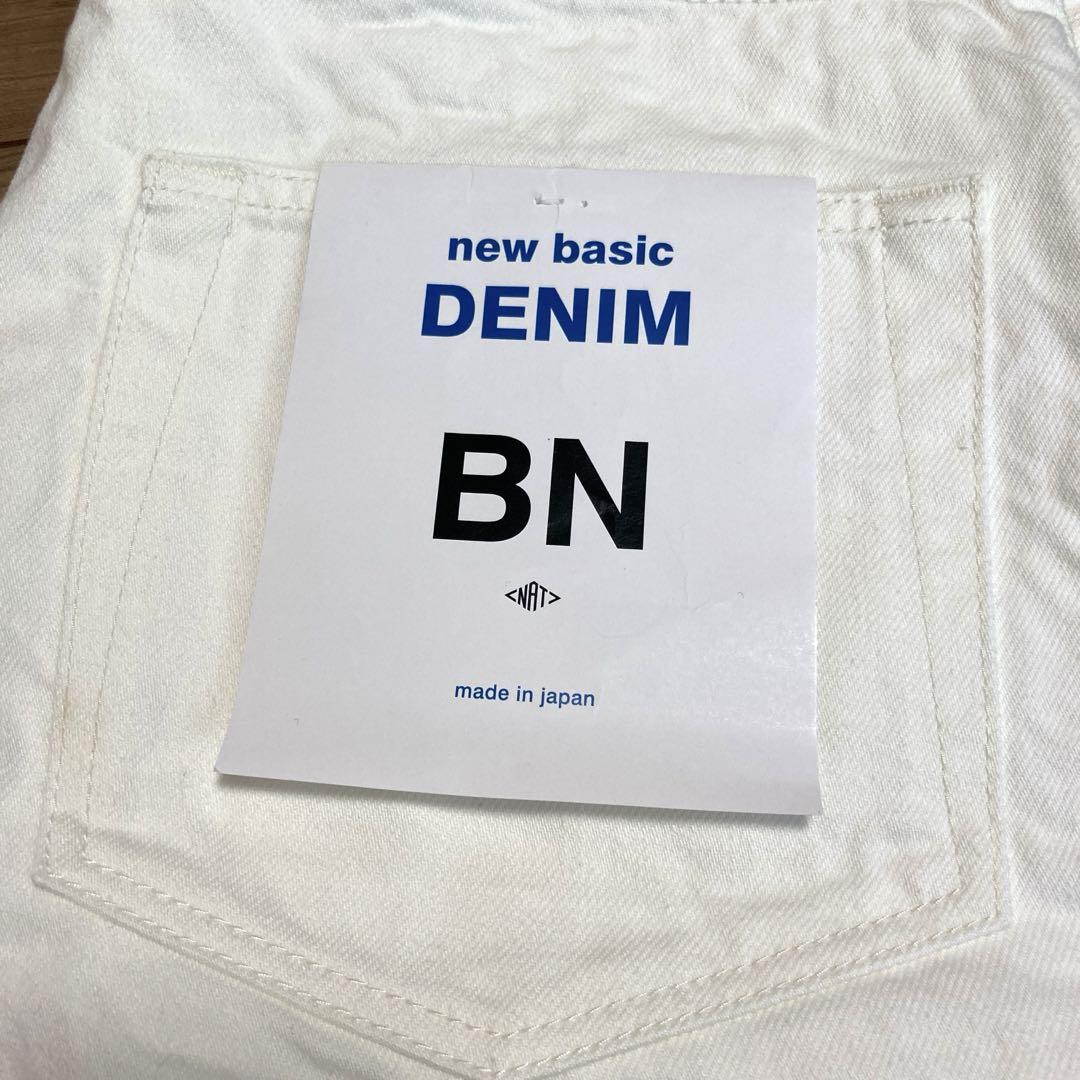 new basic
DENIM
BN
<NAT>
made in japan